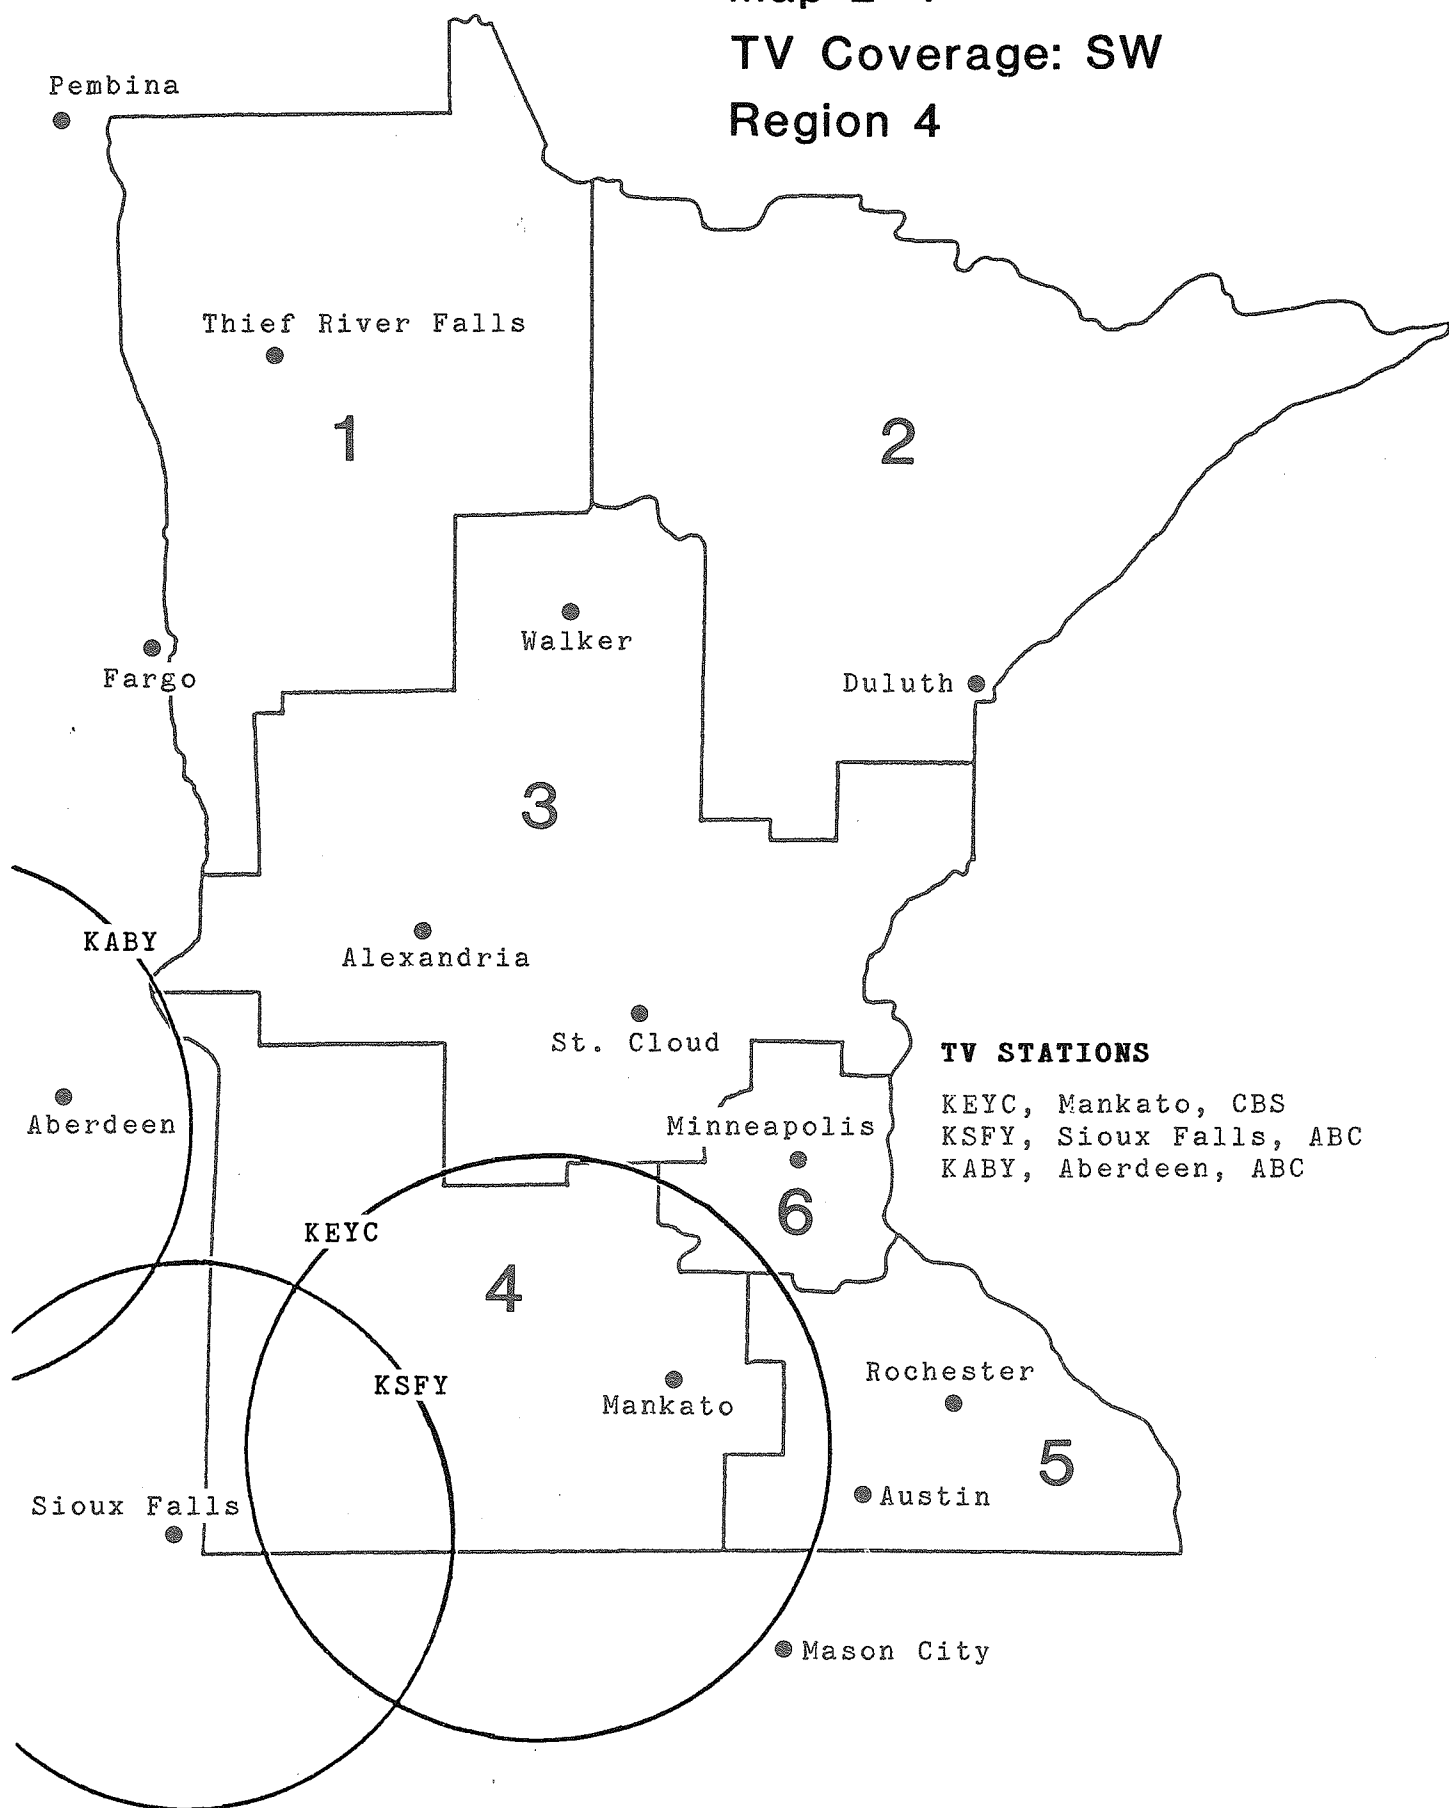 TV Coverage: SW
Region 4
Pembina
Thief River Falls
1
2
Walker
Fargo
Duluth
3
KABY
Alexandria
St. Cloud
TV STATIONS
KEYC, Mankato, CBS
KSFY, Sioux Falls, ABC
KABY, Aberdeen, ABC
Aberdeen
Minneapolis
6
KEYC
4
KSFY
Mankato
Rochester
5
Sioux Falls
Austin
Mason City